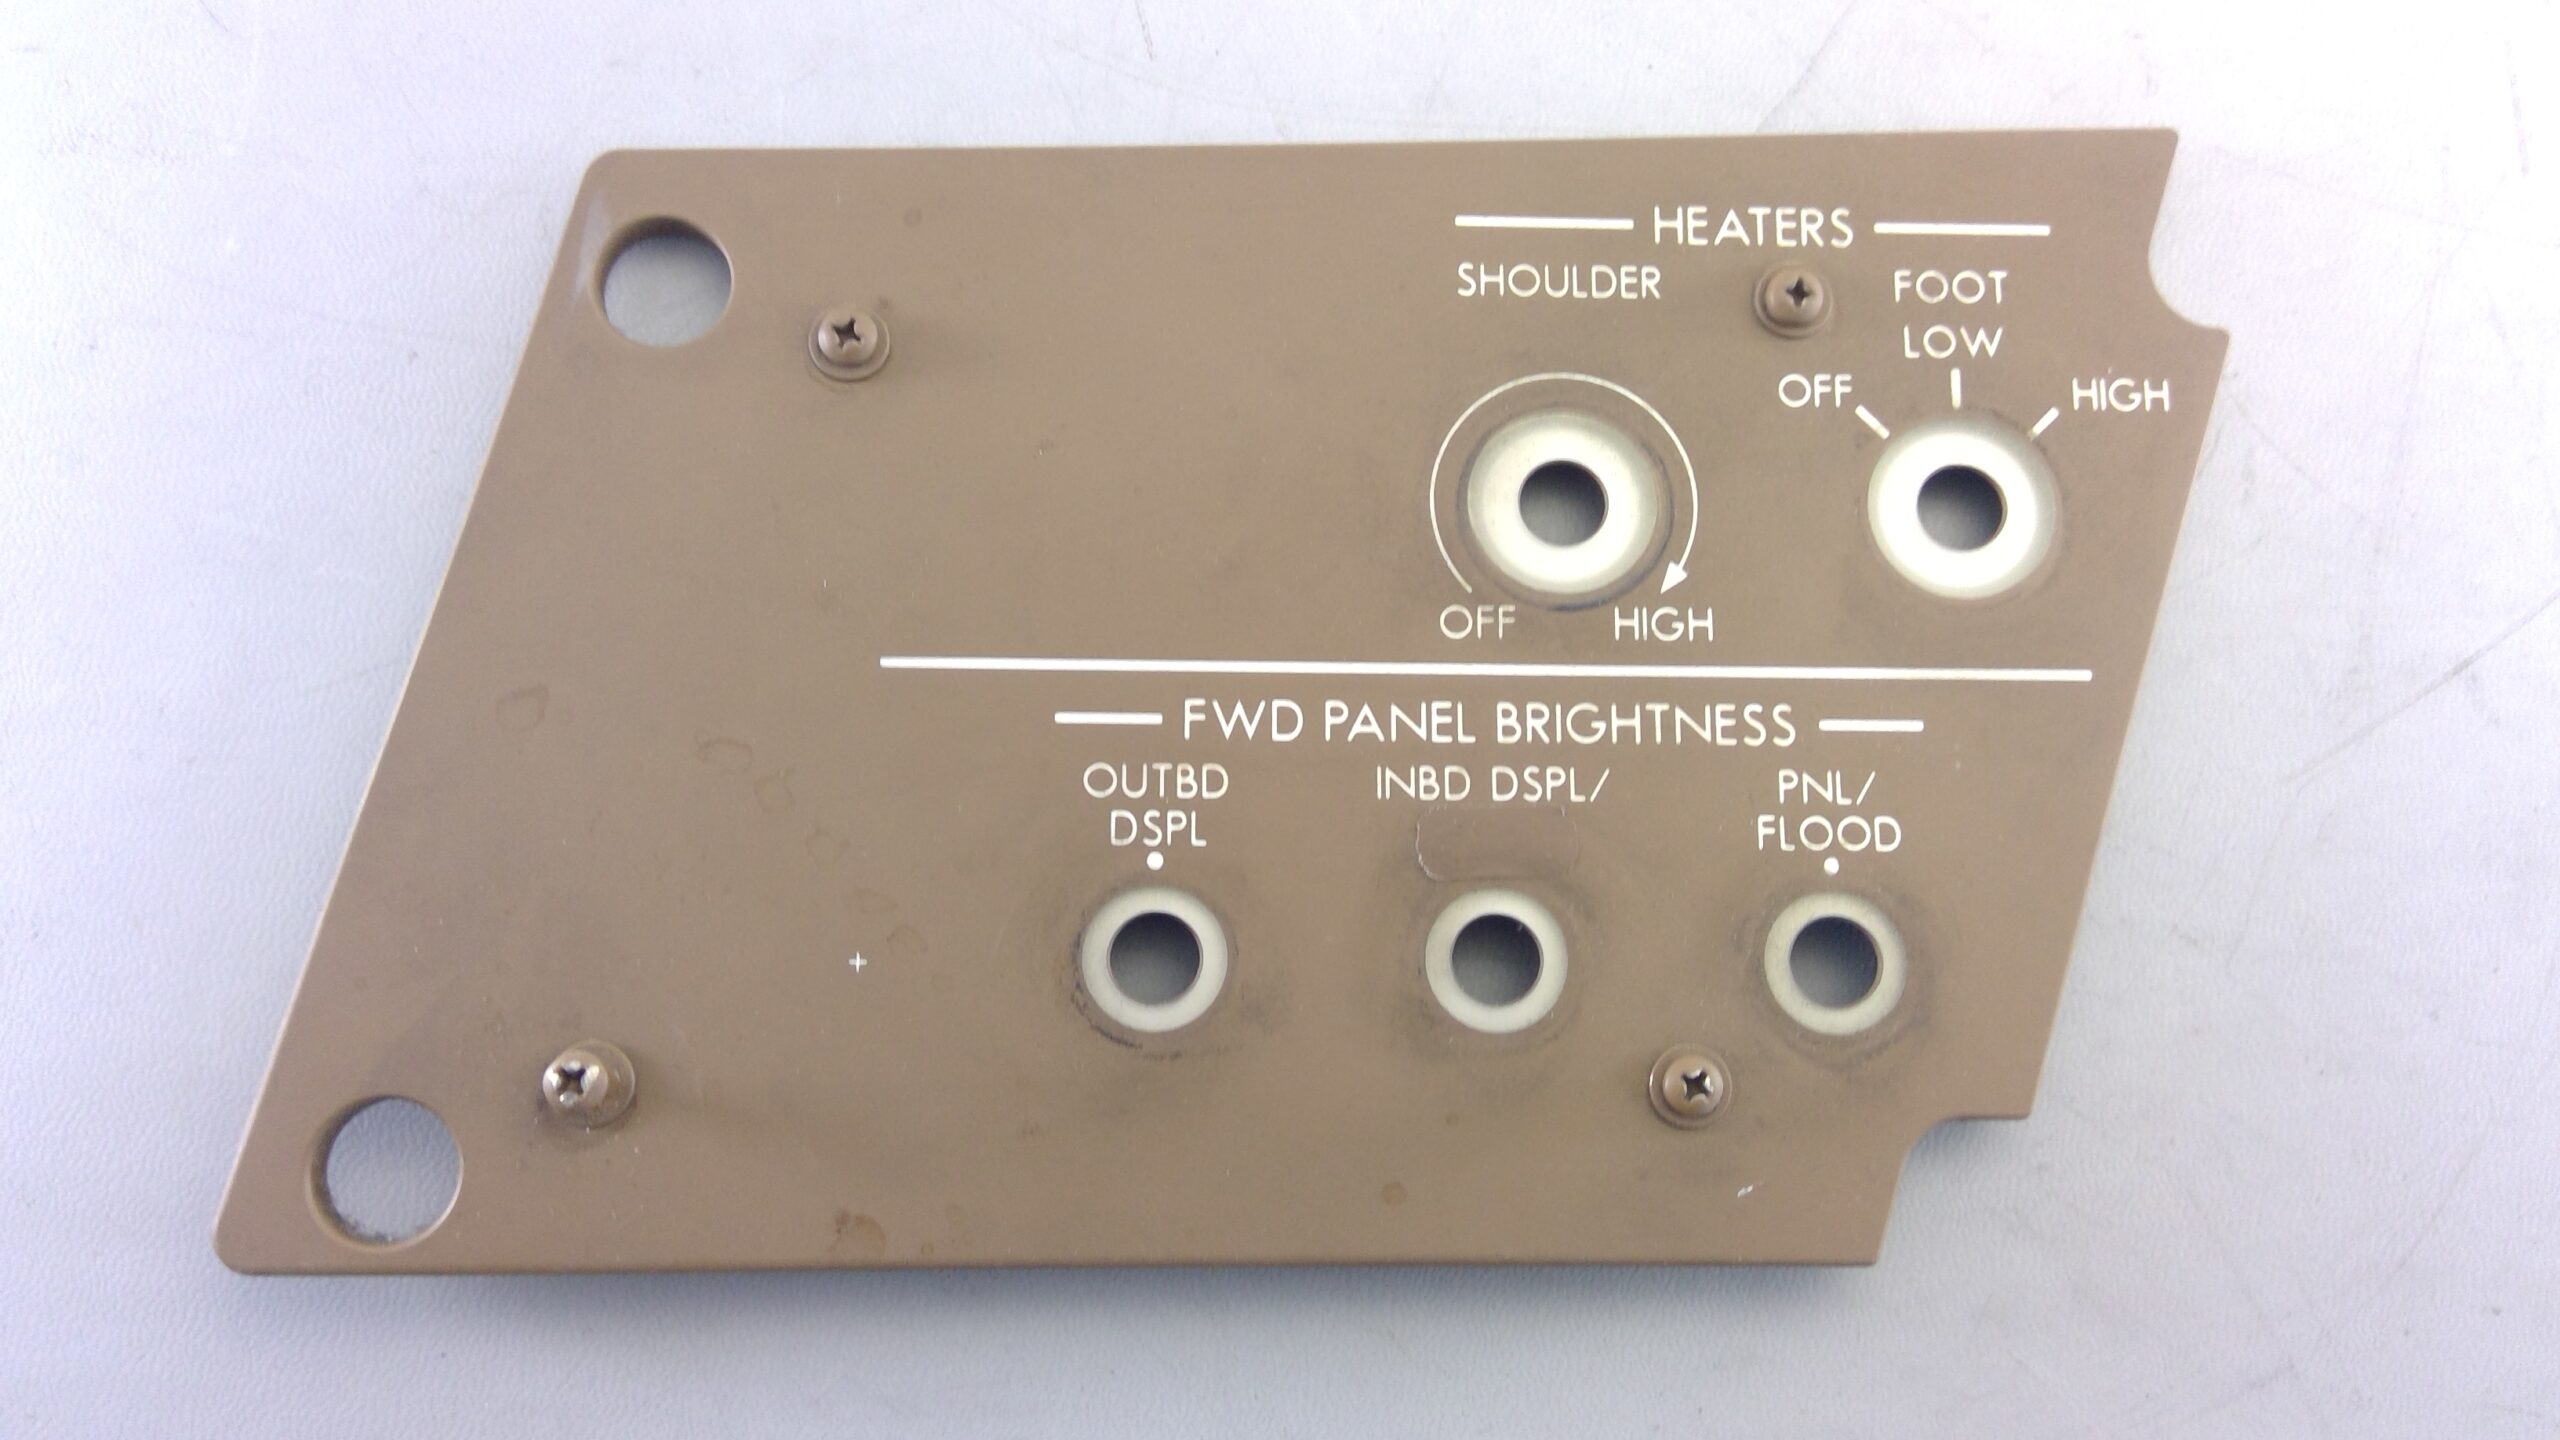 HEATERS
SHOULDER
FOOT
LOW
OFF
HIGH
OFF
HIGH
FWD PANEL BRIGHTNESS
OUTBD
DSPL
INBD DSPL/
PNL/
FLOOD